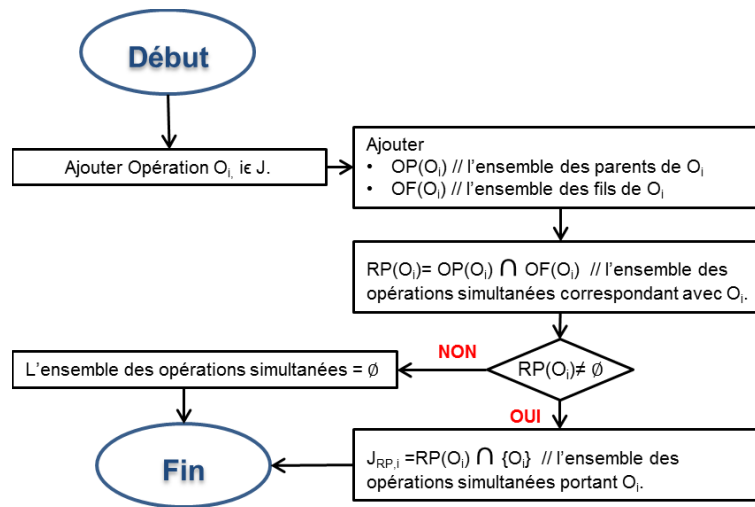 Début
Ajouter Opération Oi, iϵ J.
Ajouter
• OP(Oi) // l'ensemble des parents de Oi
• OF(Oi) // l'ensemble des fils de Oi
RP(Oi)= OP(Oi) ⋂ OF(Oi) // l'ensemble des
opérations simultanées correspondant avec Oi.
NON
RP(Oi)≠ ∅
L'ensemble des opérations simultanées = ∅
OUI
JRP,i =RP(Oi) ⋂ {Oi} // l'ensemble des
opérations simultanées portant Oi.
Fin